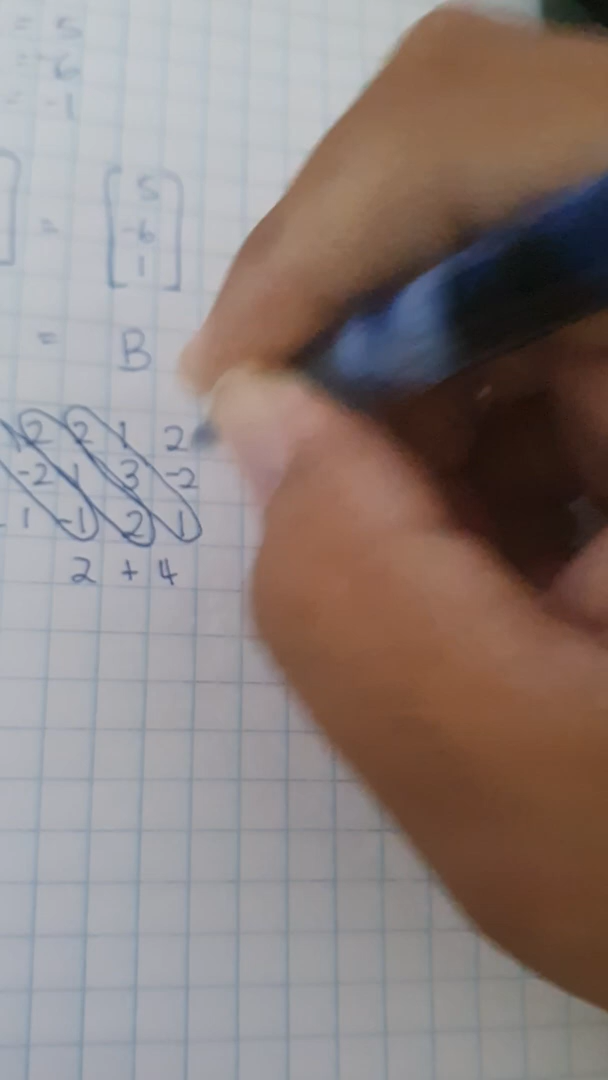 = 5
= -6
= -1
= [ 5
-6
1 ]
= B
2 2 1 2
-2 1 3 -2
1 -1 2 1
2 + 4